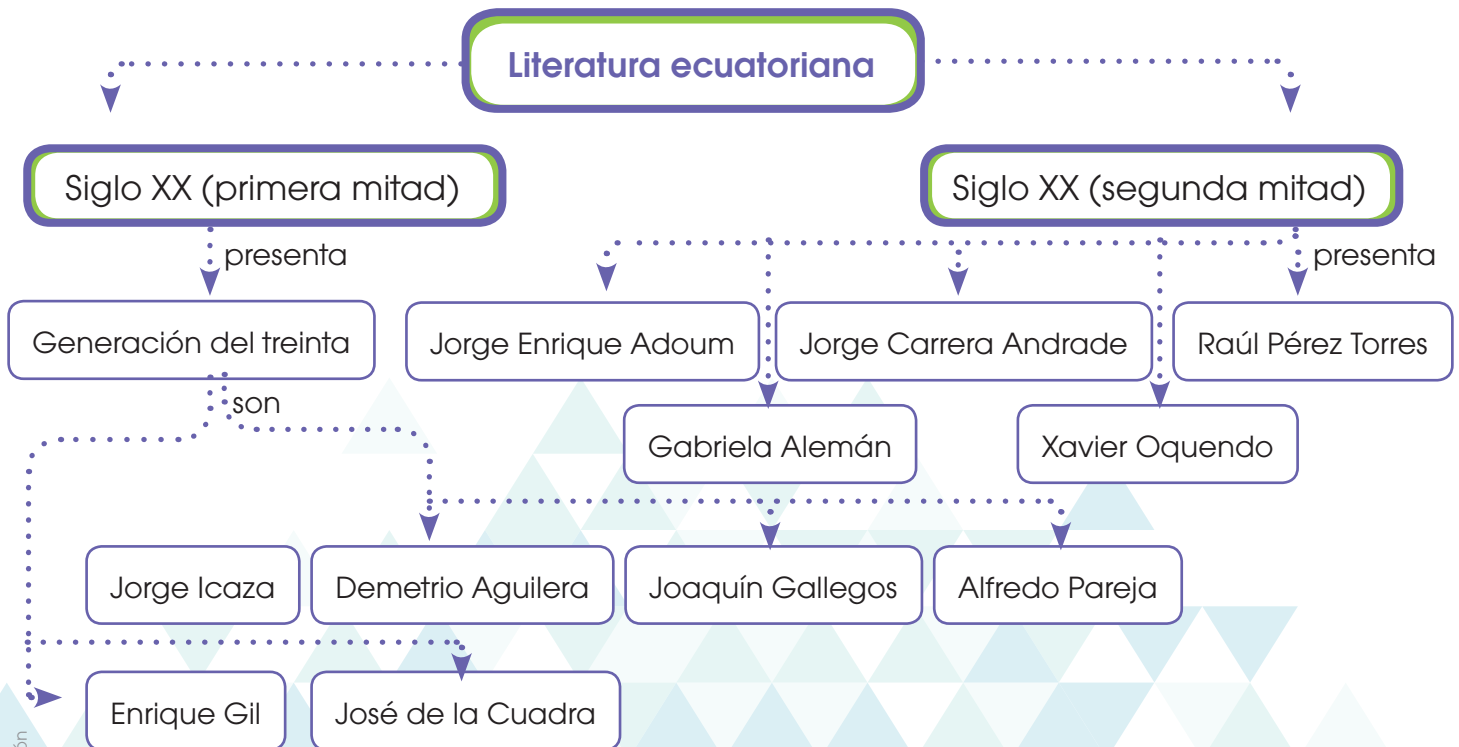 Literatura ecuatoriana
Siglo XX (primera mitad)
Siglo XX (segunda mitad)
presenta
presenta
Generación del treinta
Jorge Enrique Adoum
Jorge Carrera Andrade
Raúl Pérez Torres
son
Gabriela Alemán
Xavier Oquendo
Jorge Icaza
Demetrio Aguilera
Joaquín Gallegos
Alfredo Pareja
Enrique Gil
José de la Cuadra